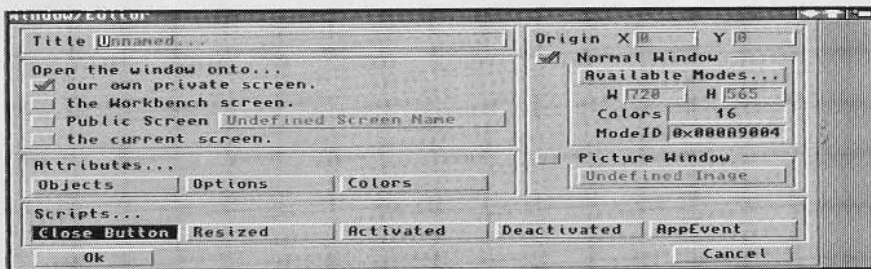 Window/Editor
Title Unnamed...
Open the window onto...
our own private screen.
the Workbench screen.
Public Screen Undefined Screen Name
the current screen.
Attributes...
Objects Options Colors
Origin X 0 Y 0
Normal Window
Available Modes...
W 720 H 565
Colors 16
ModeID 0x000A9004
Picture Window
Undefined Image
Scripts...
Close Button Resized Activated Deactivated AppEvent
Ok Cancel